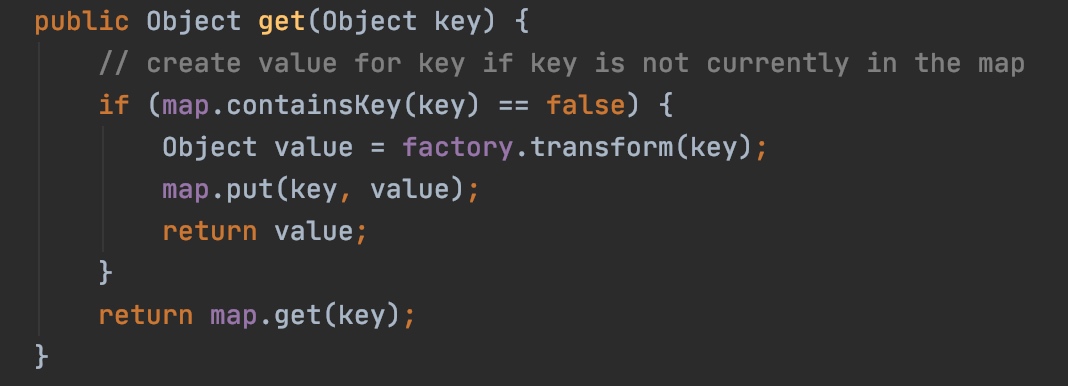 public Object get(Object key) {
    // create value for key if key is not currently in the map
    if (map.containsKey(key) == false) {
        Object value = factory.transform(key);
        map.put(key, value);
        return value;
    }
    return map.get(key);
}